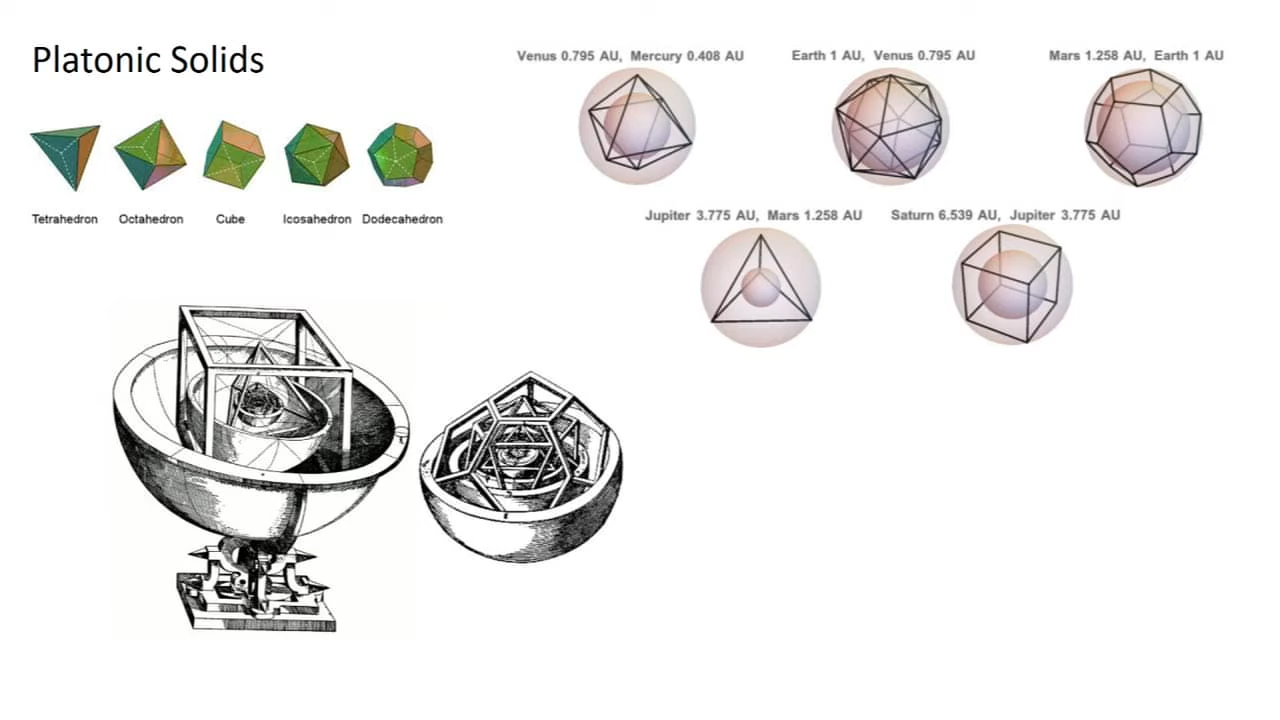 Platonic Solids
Tetrahedron Octahedron Cube Icosahedron Dodecahedron
Venus 0.795 AU, Mercury 0.408 AU
Earth 1 AU, Venus 0.795 AU
Mars 1.258 AU, Earth 1 AU
Jupiter 3.775 AU, Mars 1.258 AU
Saturn 6.539 AU, Jupiter 3.775 AU